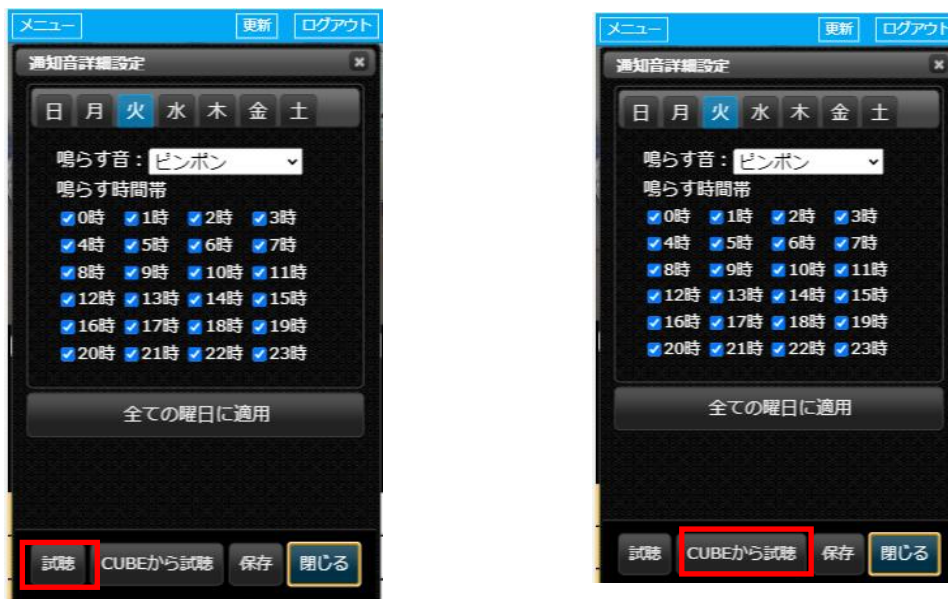 メニュー 更新 ログアウト
通知音詳細設定 ×
日 月 火 水 木 金 土
鳴らす音： ピンポン
鳴らす時間帯
0時 1時 2時 3時
4時 5時 6時 7時
8時 9時 10時 11時
12時 13時 14時 15時
16時 17時 18時 19時
20時 21時 22時 23時
全ての曜日に適用
試聴 CUBEから試聴 保存 閉じる
メニュー 更新 ログアウト
通知音詳細設定 ×
日 月 火 水 木 金 土
鳴らす音： ピンポン
鳴らす時間帯
0時 1時 2時 3時
4時 5時 6時 7時
8時 9時 10時 11時
12時 13時 14時 15時
16時 17時 18時 19時
20時 21時 22時 23時
全ての曜日に適用
試聴 CUBEから試聴 保存 閉じる